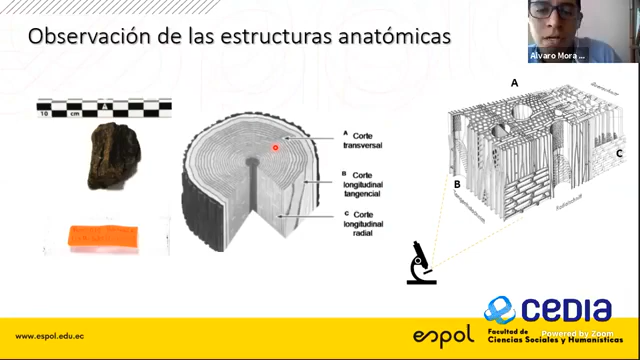 Observación de las estructuras anatómicas
Alvaro Mora ...
10 cm
A Corte
transversal
B Corte
longitudinal
tangencial
C Corte
longitudinal
radial
A
B
C
cedia
www.espol.edu.ec
espol
Facultad de
Ciencias Sociales y Humanísticas
Powered by Zoom